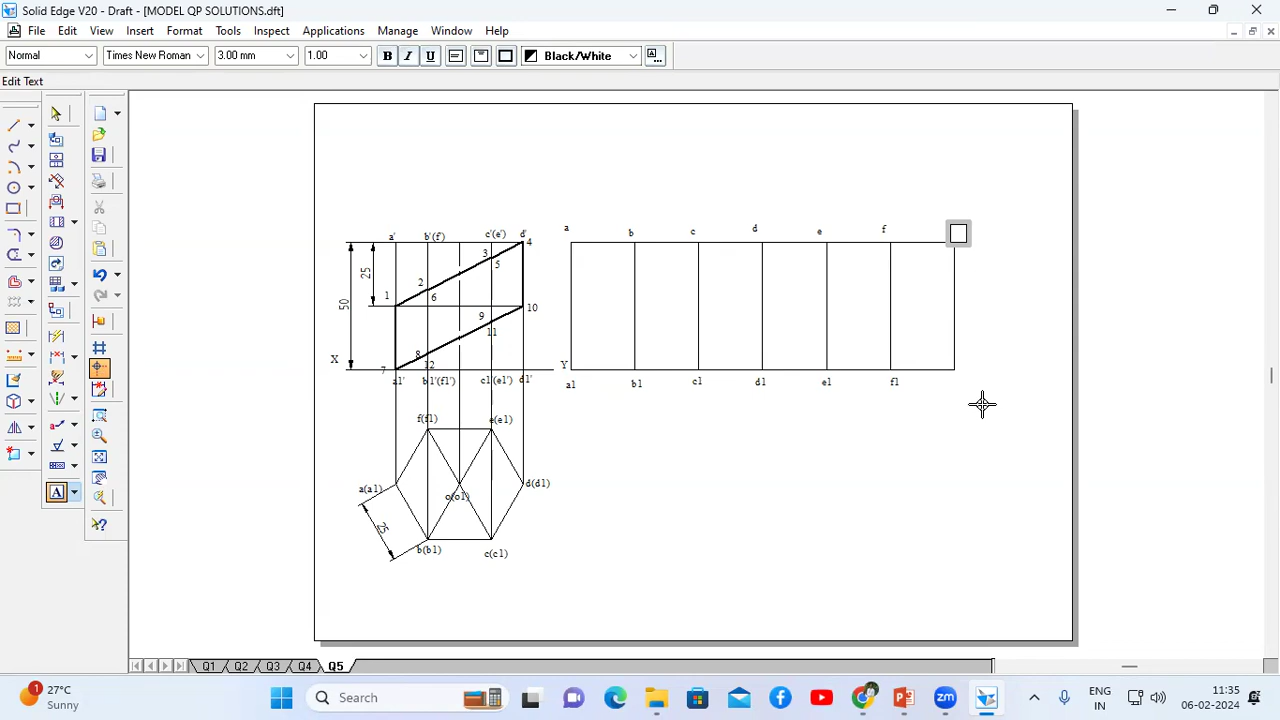 Solid Edge V20 - Draft - [MODEL QP SOLUTIONS.dft]
File Edit View Insert Format Tools Inspect Applications Manage Window Help
Normal Times New Roman 3.00 mm 1.00 B I U Black/White A
Edit Text
a' b'(f') c'(e') d' a b c d e f
4
3
25 5
2
1 6
50
9 10
11
X 8 Y
7 12
a1' b1'(f1') c1'(e1') d1' a1 b1 c1 d1 e1 f1
f(f1) e(e1)
a(a1) o(o1) d(d1)
25
b(b1) c(c1)
A
Q1 Q2 Q3 Q4 Q5
1
27°C
Sunny
Search
ENG
IN
11:35
06-02-2024
zm